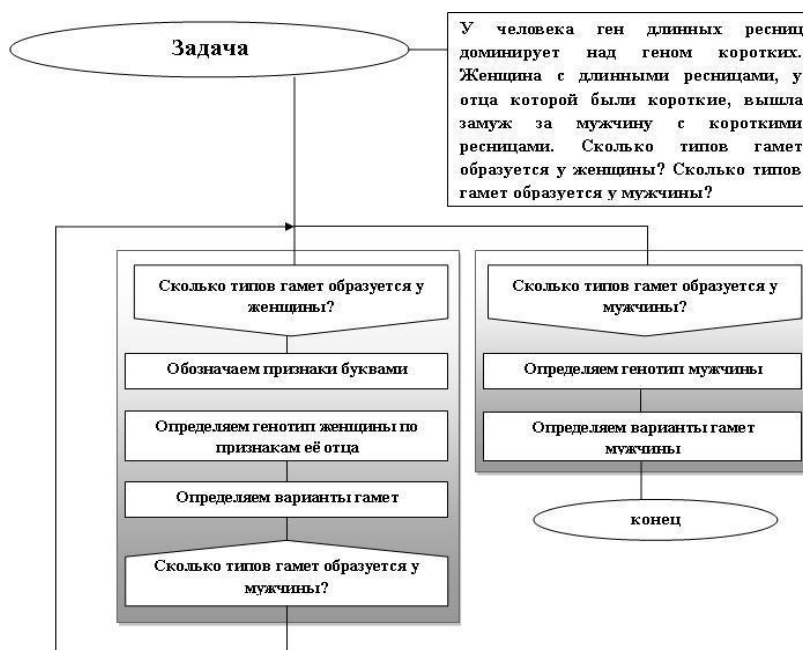 Задача
У человека ген длинных ресниц
доминирует над геном коротких.
Женщина с длинными ресницами, у
отца которой были короткие, вышла
замуж за мужчину с короткими
ресницами. Сколько типов гамет
образуется у женщины? Сколько типов
гамет образуется у мужчины?
Сколько типов гамет образуется у
женщины?
Обозначаем признаки буквами
Определяем генотип женщины по
признакам её отца
Определяем варианты гамет
Сколько типов гамет образуется у
мужчины?
Сколько типов гамет образуется у
мужчины?
Определяем генотип мужчины
Определяем варианты гамет
мужчины
конец